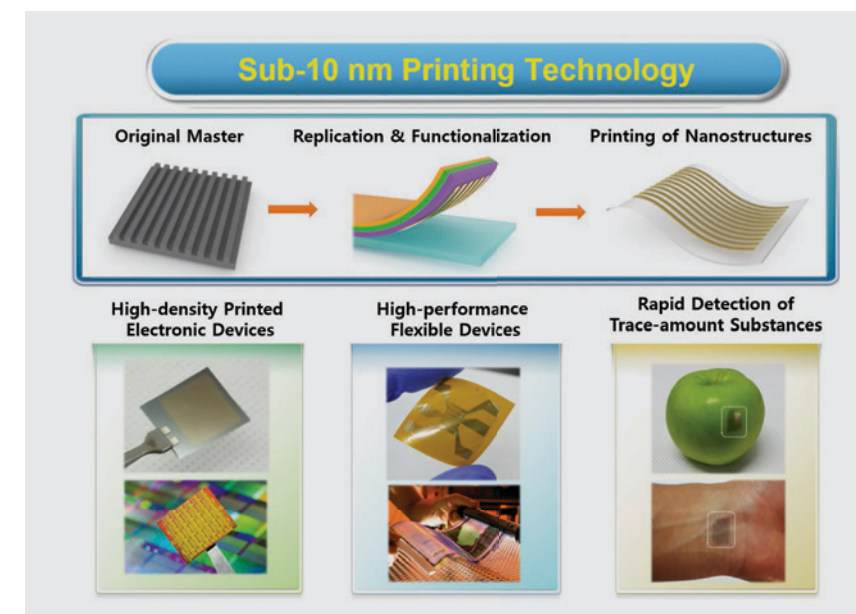 Sub-10 nm Printing Technology
Original Master
Replication & Functionalization
Printing of Nanostructures
High-density Printed
Electronic Devices
High-performance
Flexible Devices
Rapid Detection of
Trace-amount Substances